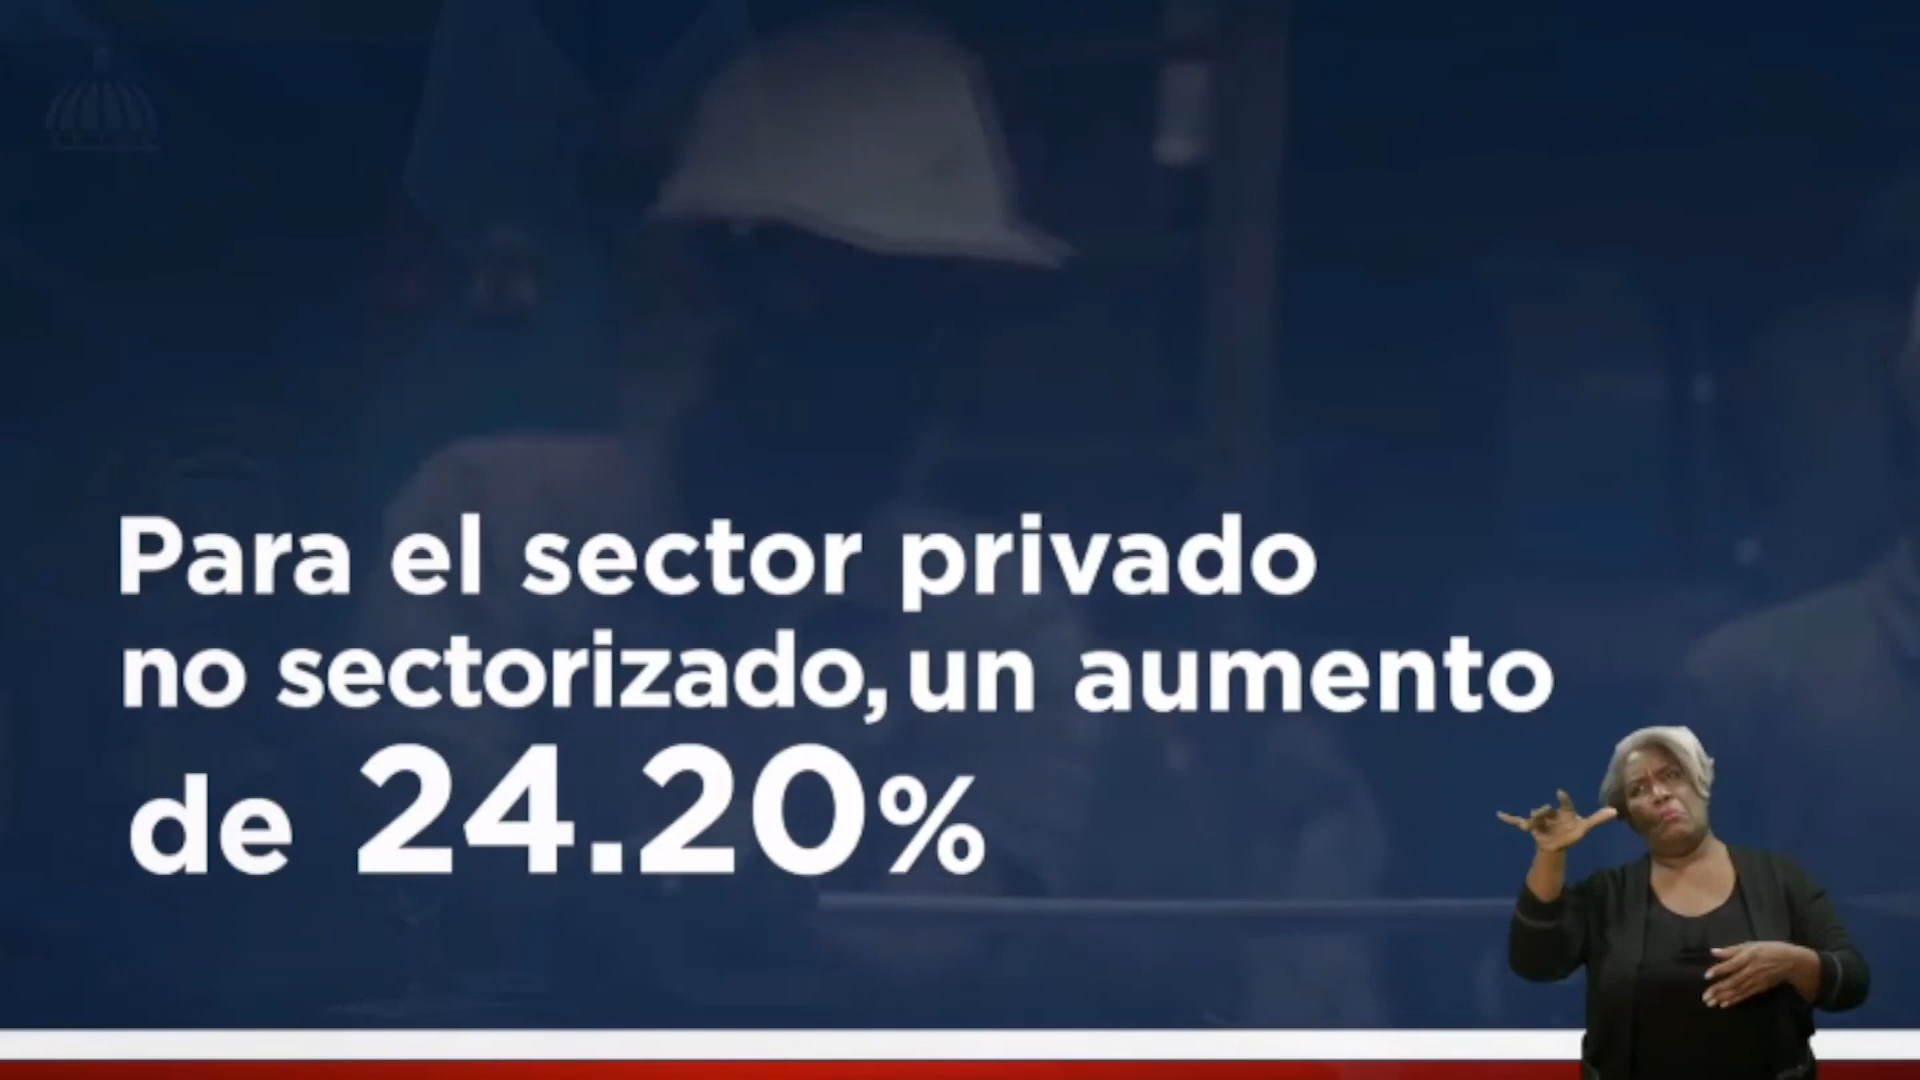 Para el sector privado
no sectorizado, un aumento
de 24.20%